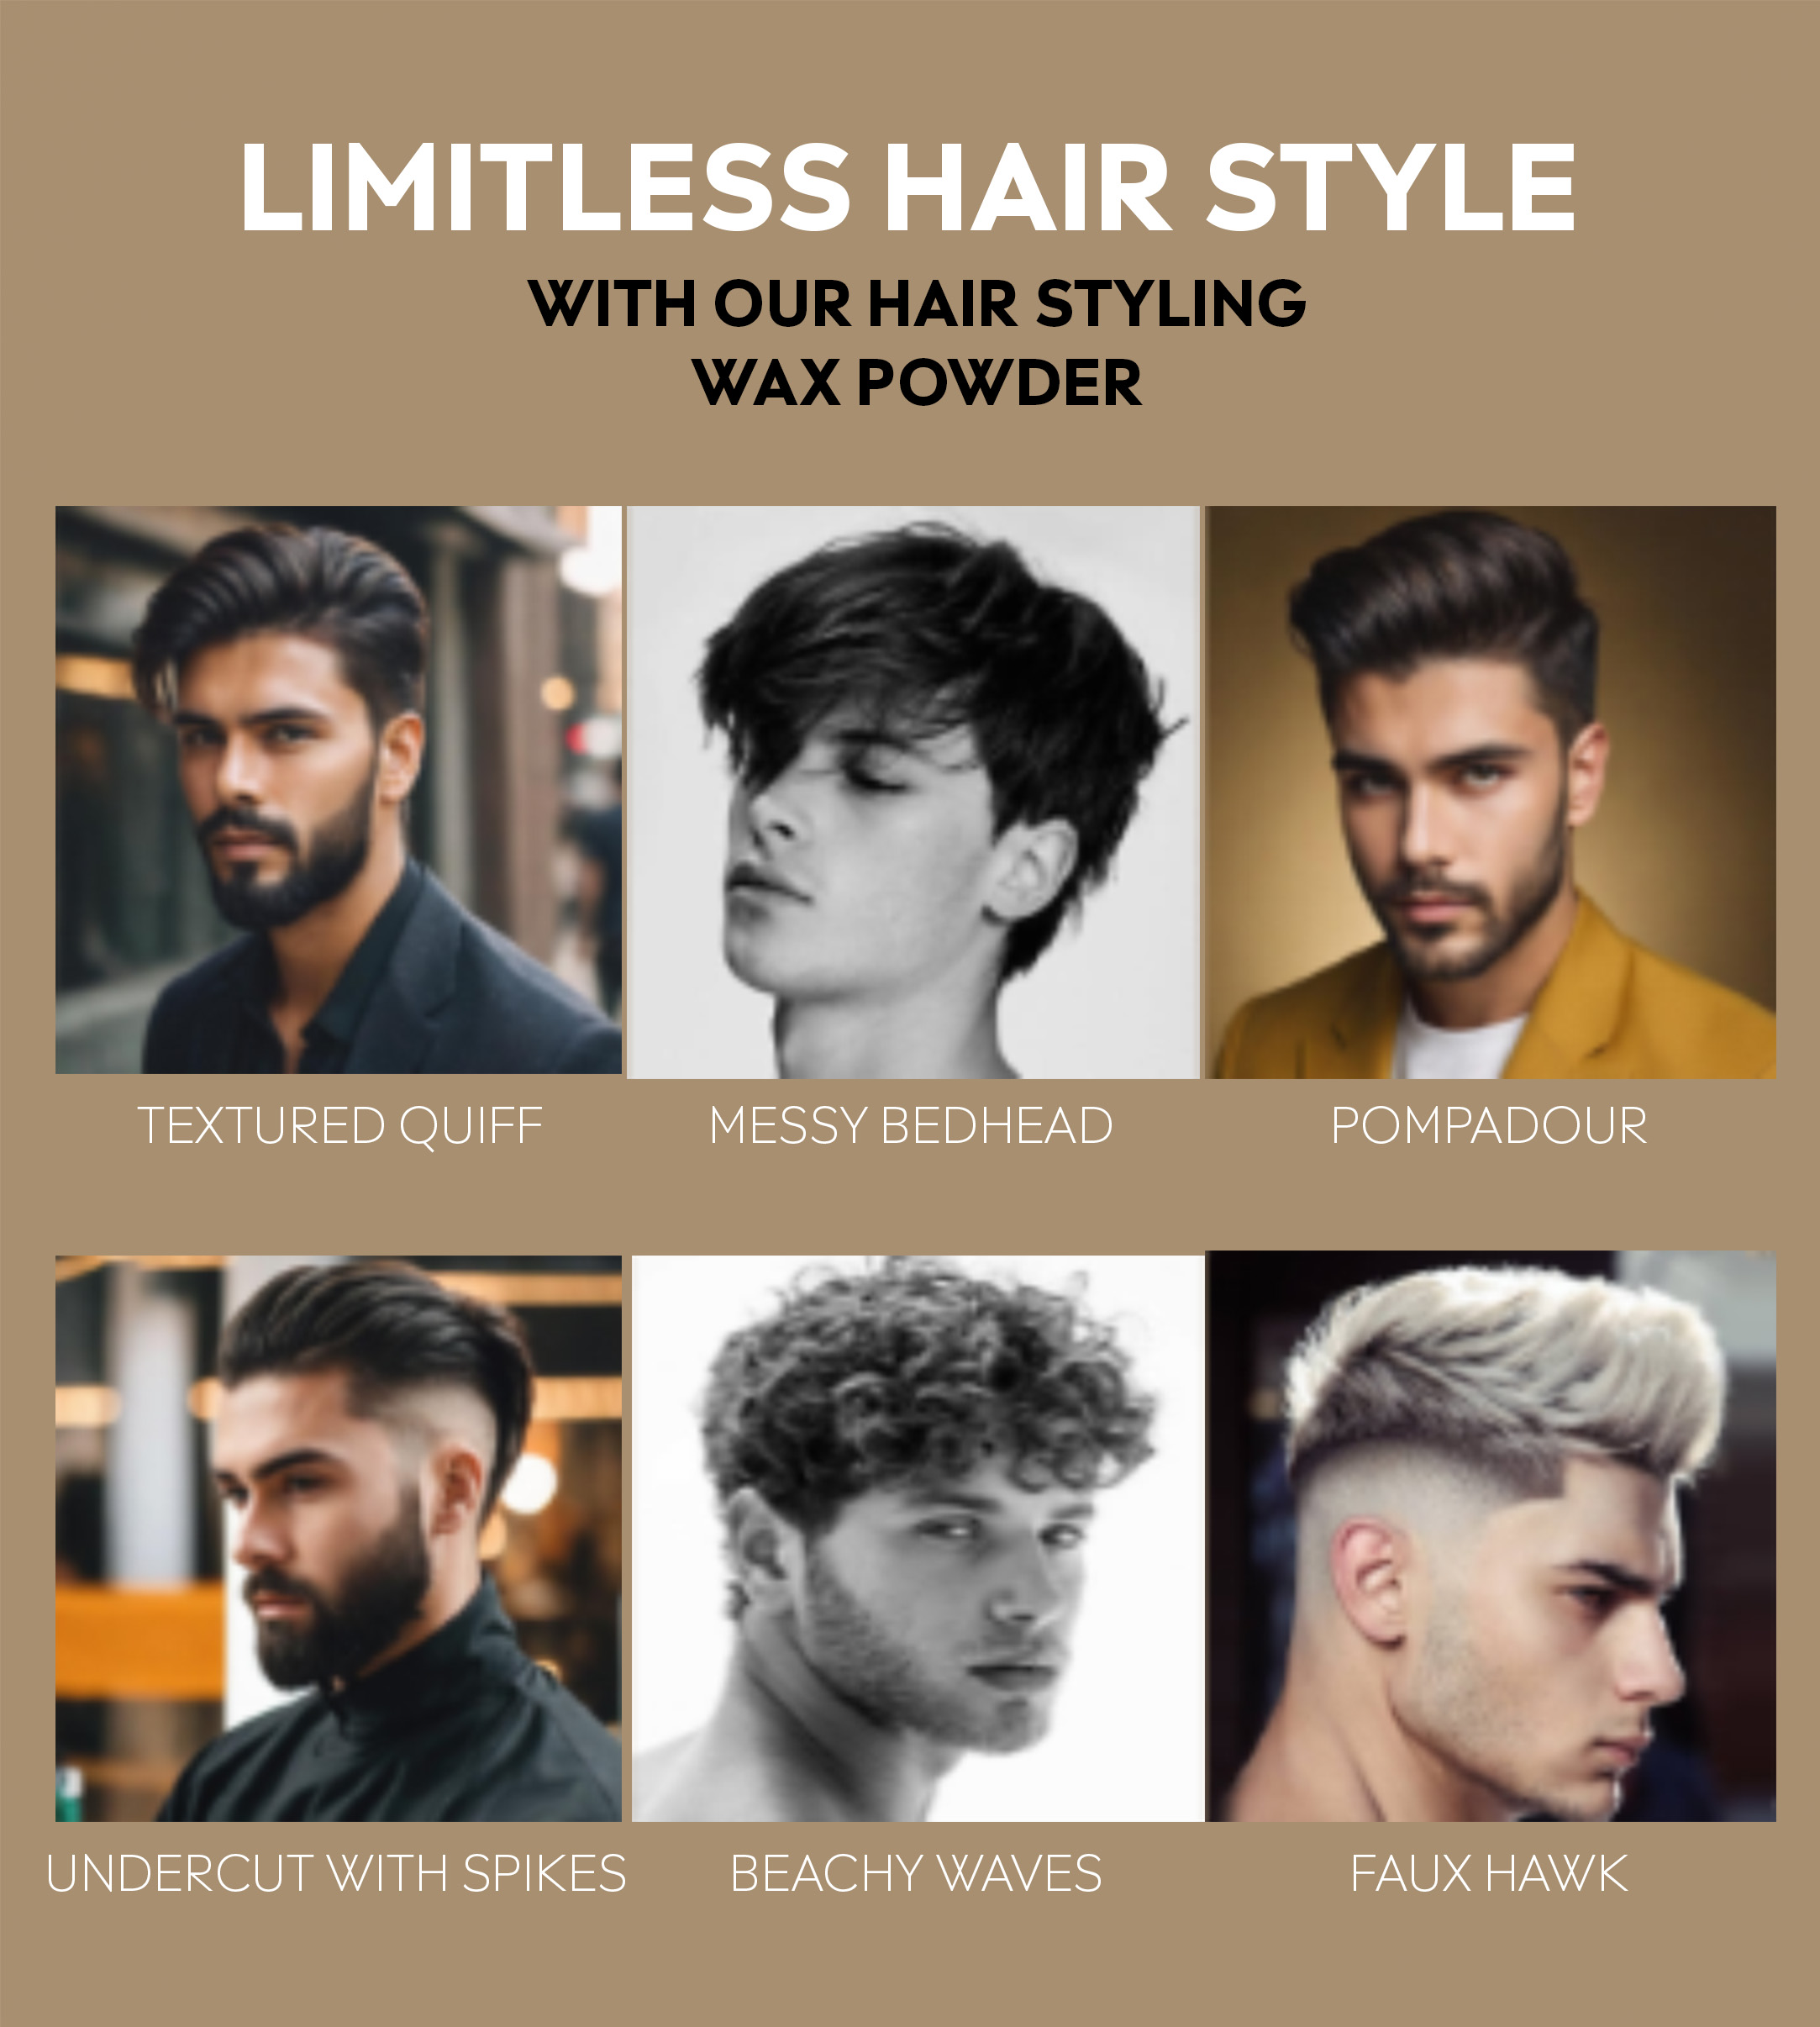 LIMITLESS HAIR STYLE
WITH OUR HAIR STYLING
WAX POWDER
TEXTURED QUIFF
MESSY BEDHEAD
POMPADOUR
UNDERCUT WITH SPIKES
BEACHY WAVES
FAUX HAWK